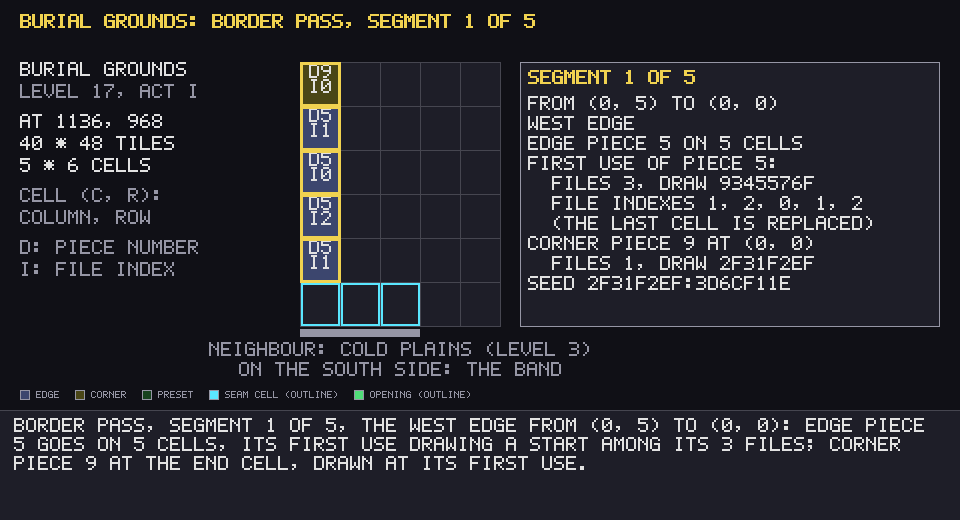 BURIAL GROUNDS: BORDER PASS, SEGMENT 1 OF 5
BURIAL GROUNDS
LEVEL 17, ACT I
AT 1136, 968
40 * 48 TILES
5 * 6 CELLS
CELL (C, R):
COLUMN, ROW
D: PIECE NUMBER
I: FILE INDEX
D9
I0
D5
I1
D5
I0
D5
I2
D5
I1
SEGMENT 1 OF 5
FROM (0, 5) TO (0, 0)
WEST EDGE
EDGE PIECE 5 ON 5 CELLS
FIRST USE OF PIECE 5:
FILES 3, DRAW 9345576F
FILE INDEXES 1, 2, 0, 1, 2
(THE LAST CELL IS REPLACED)
CORNER PIECE 9 AT (0, 0)
FILES 1, DRAW 2F31F2EF
SEED 2F31F2EF:3D6CF11E
NEIGHBOUR: COLD PLAINS (LEVEL 3)
ON THE SOUTH SIDE: THE BAND
EDGE
CORNER
PRESET
SEAM CELL (OUTLINE)
OPENING (OUTLINE)
BORDER PASS, SEGMENT 1 OF 5, THE WEST EDGE FROM (0, 5) TO (0, 0): EDGE PIECE
5 GOES ON 5 CELLS, ITS FIRST USE DRAWING A START AMONG ITS 3 FILES; CORNER
PIECE 9 AT THE END CELL, DRAWN AT ITS FIRST USE.